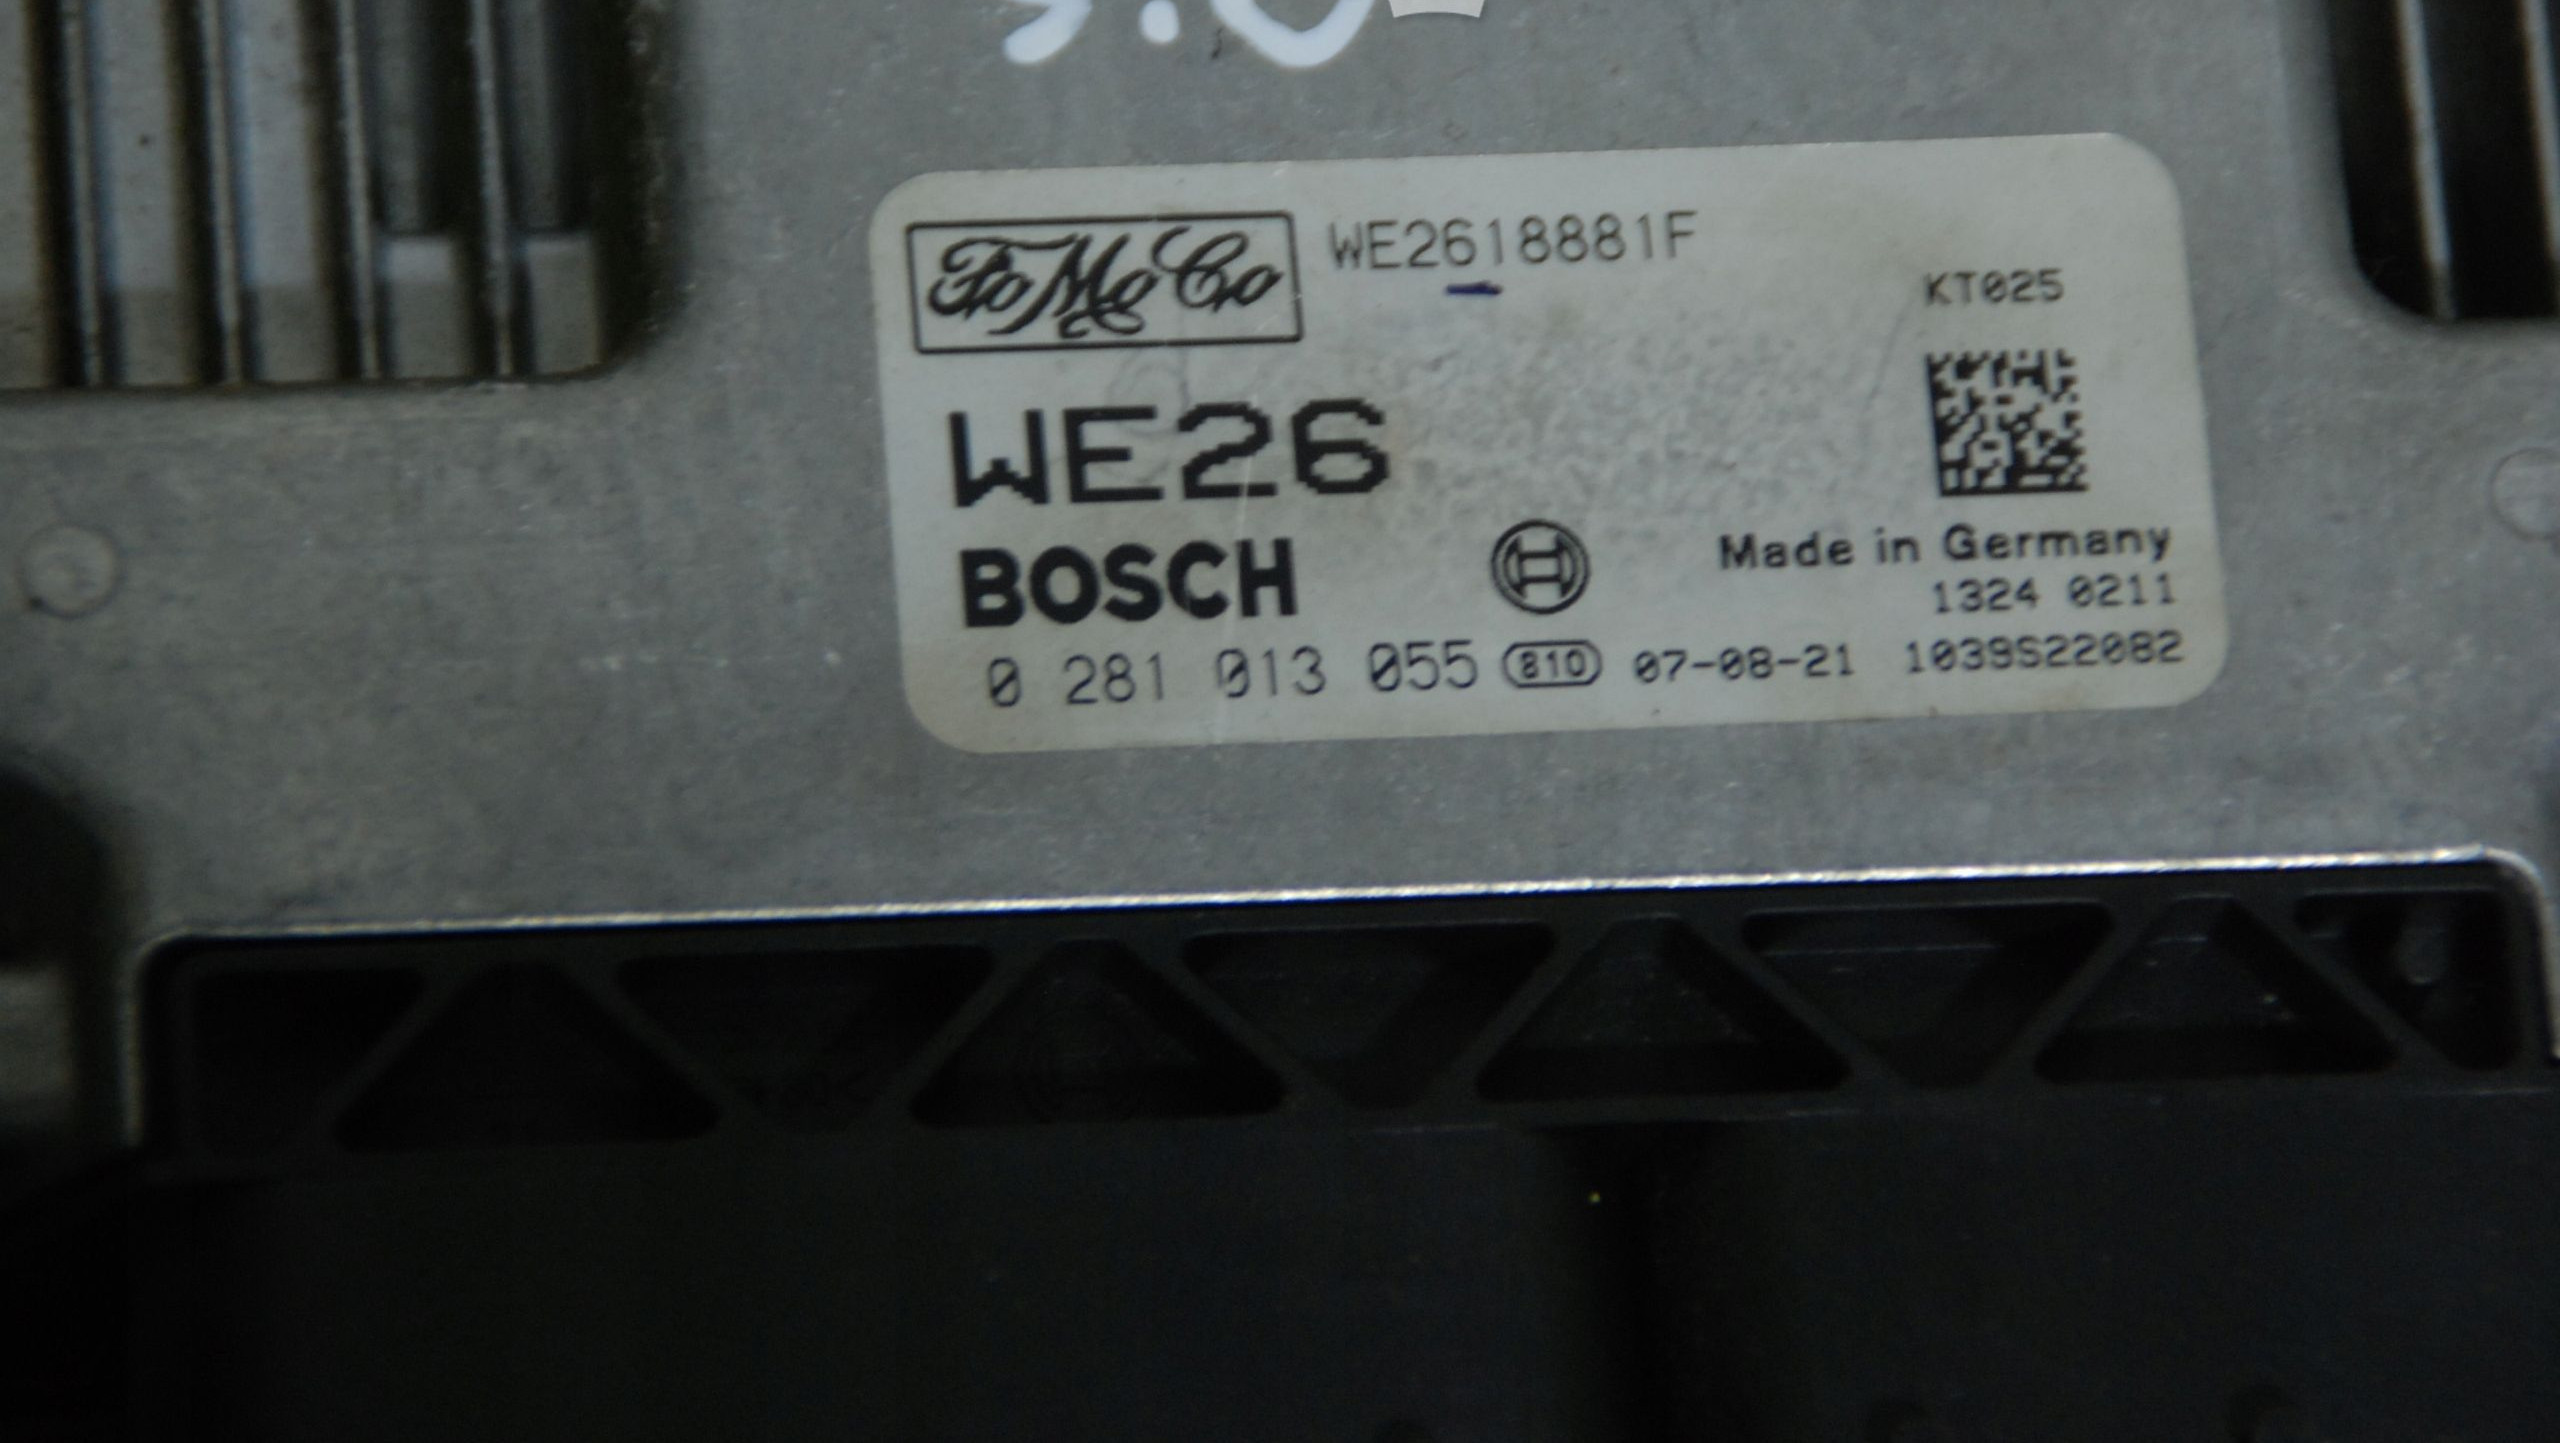 FoMoCo WE2618881F
KT025
WE26
BOSCH Made in Germany
1324 0211
0 281 013 055 810 07-08-21 1039S22082